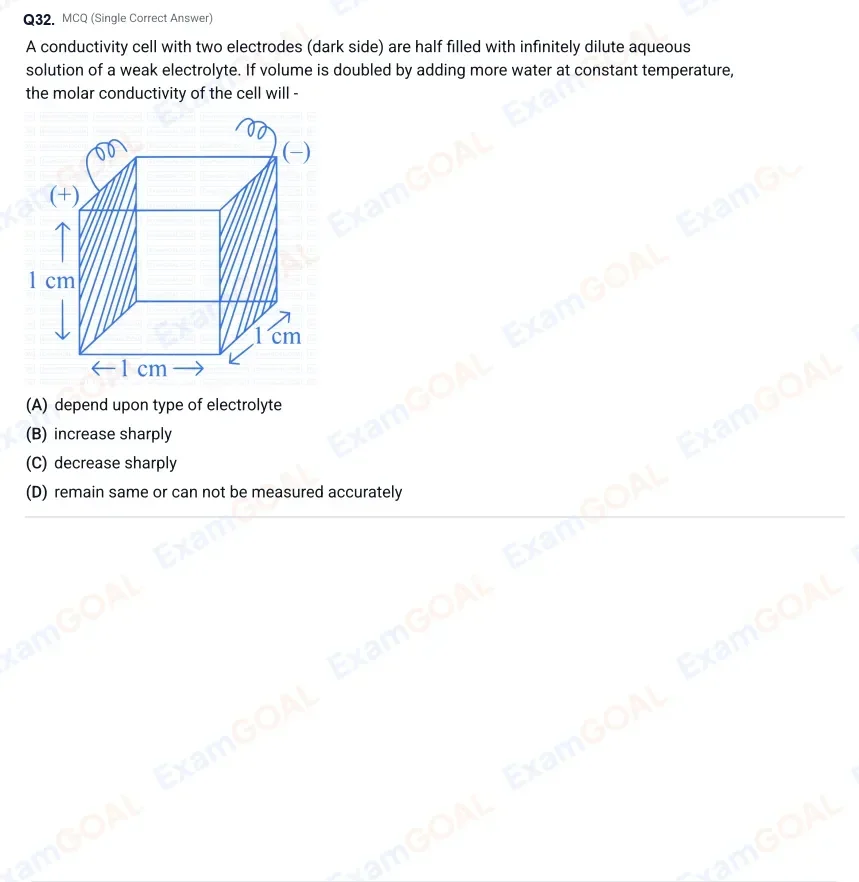 Q32. MCQ (Single Correct Answer)
A conductivity cell with two electrodes (dark side) are half filled with infinitely dilute aqueous
solution of a weak electrolyte. If volume is doubled by adding more water at constant temperature,
the molar conductivity of the cell will -
(+)
(−)
1 cm
1 cm
1 cm
(A) depend upon type of electrolyte
(B) increase sharply
(C) decrease sharply
(D) remain same or can not be measured accurately
ExamGOAL